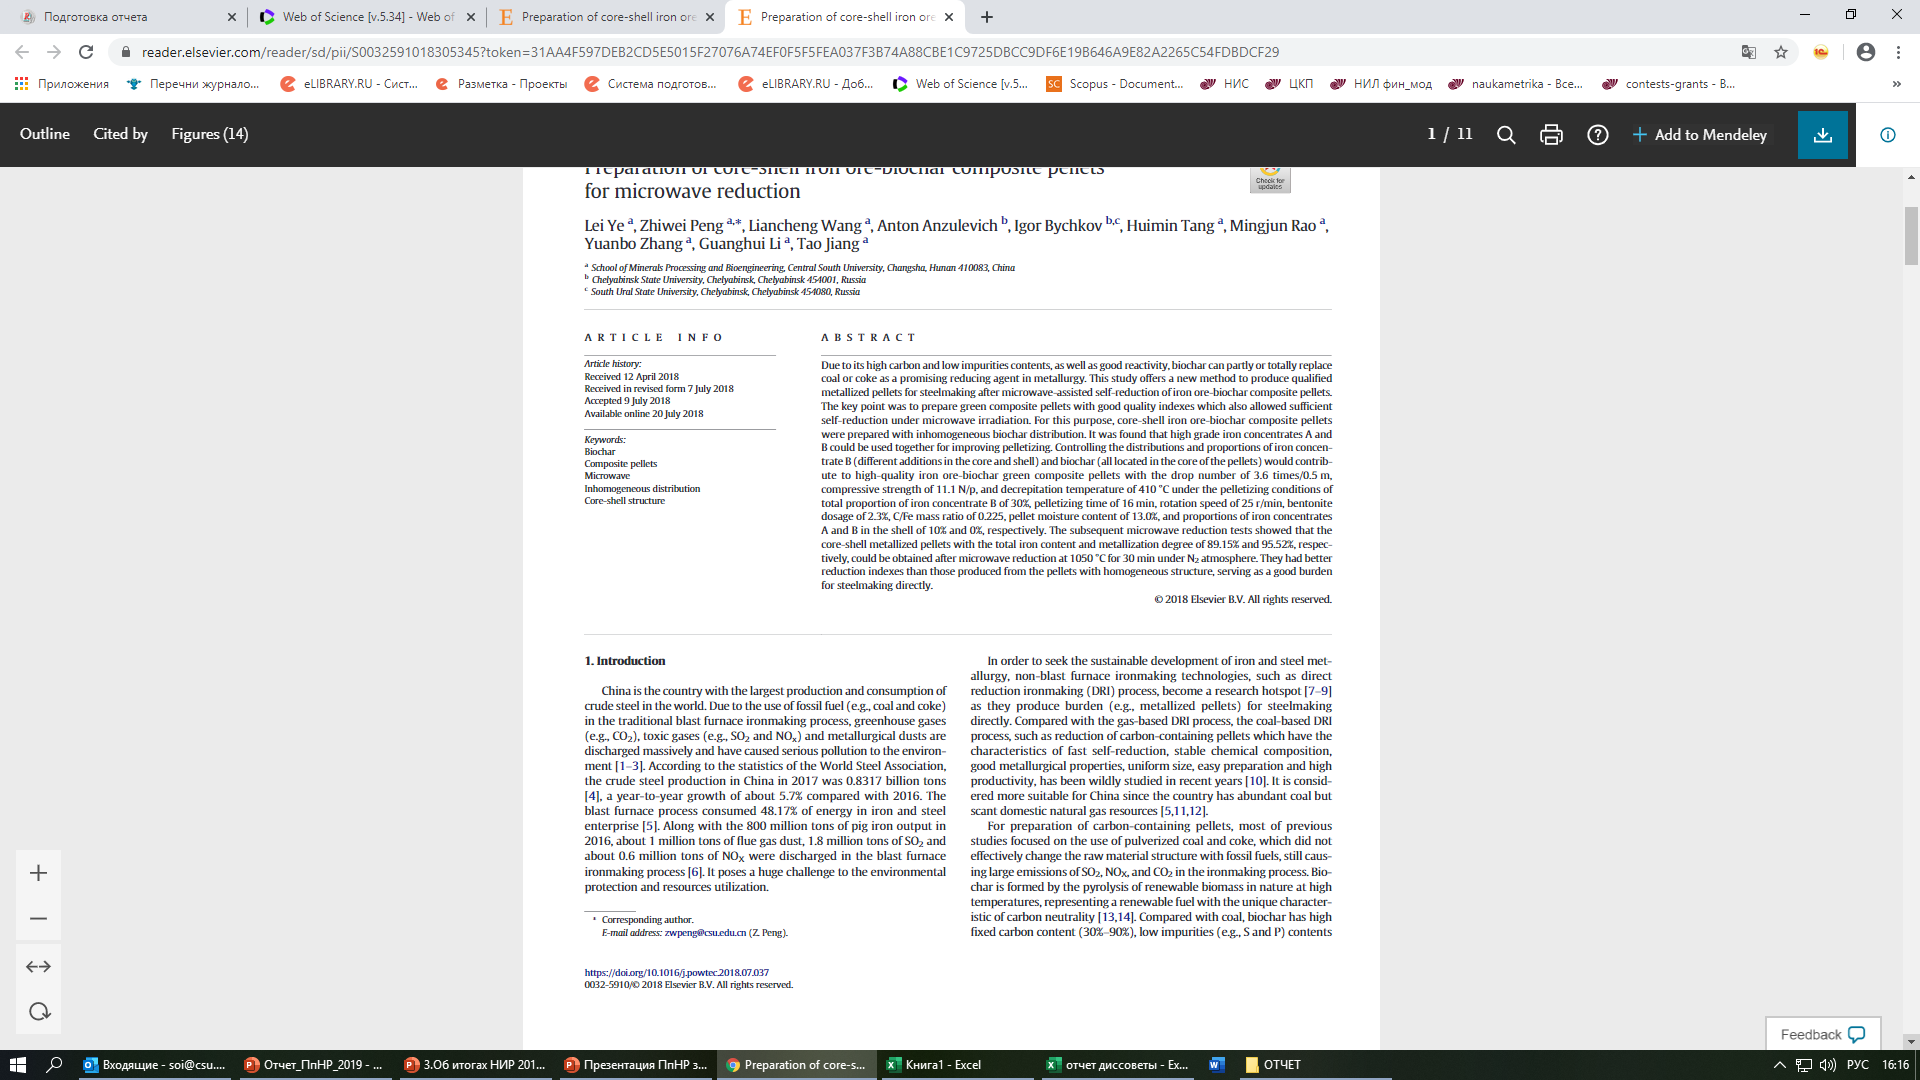 Подготовка отчета
Web of Science [v.5.34] - Web of
Preparation of core-shell iron ore
Preparation of core-shell iron ore
reader.elsevier.com/reader/sd/pii/S0032591018305345?token=31AA4F597DEB2CD5E5015F27076A74EF0F5F5FEA037F3B74A88CBE1C9725DBCC9DF6E19B646A9E82A2265C54FDBDCF29
Приложения
Перечни журнало...
eLIBRARY.RU - Сист...
Разметка - Проекты
Система подготов...
eLIBRARY.RU - Доб...
Web of Science [v.5...
SC Scopus - Document...
НИС
ЦКП
НИЛ фин_мод
naukametrika - Все...
contests-grants - В...
»
Outline Cited by Figures (14)
1 / 11
Add to Mendeley
Preparation of core-shell iron ore-biochar composite pellets
for microwave reduction
Check for
updates
Lei Ye a, Zhiwei Peng a,*, Liancheng Wang a, Anton Anzulevich b, Igor Bychkov b,c, Huimin Tang a, Mingjun Rao a,
Yuanbo Zhang a, Guanghui Li a, Tao Jiang a
a School of Minerals Processing and Bioengineering, Central South University, Changsha, Hunan 410083, China
b Chelyabinsk State University, Chelyabinsk, Chelyabinsk 454001, Russia
c South Ural State University, Chelyabinsk, Chelyabinsk 454080, Russia
ARTICLE INFO
Article history:
Received 12 April 2018
Received in revised form 7 July 2018
Accepted 9 July 2018
Available online 20 July 2018
Keywords:
Biochar
Composite pellets
Microwave
Inhomogeneous distribution
Core-shell structure
ABSTRACT
Due to its high carbon and low impurities contents, as well as good reactivity, biochar can partly or totally replace
coal or coke as a promising reducing agent in metallurgy. This study offers a new method to produce qualified
metallized pellets for steelmaking after microwave-assisted self-reduction of iron ore-biochar composite pellets.
The key point was to prepare green composite pellets with good quality indexes which also allowed sufficient
self-reduction under microwave irradiation. For this purpose, core-shell iron ore-biochar composite pellets
were prepared with inhomogeneous biochar distribution. It was found that high grade iron concentrates A and
B could be used together for improving pelletizing. Controlling the distributions and proportions of iron concen-
trate B (different additions in the core and shell) and biochar (all located in the core of the pellets) would contrib-
ute to high-quality iron ore-biochar green composite pellets with the drop number of 3.6 times/0.5 m,
compressive strength of 11.1 N/p, and decrepitation temperature of 410 °C under the pelletizing conditions of
total proportion of iron concentrate B of 30%, pelletizing time of 16 min, rotation speed of 25 r/min, bentonite
dosage of 2.3%, C/Fe mass ratio of 0.225, pellet moisture content of 13.0%, and proportions of iron concentrates
A and B in the shell of 10% and 0%, respectively. The subsequent microwave reduction tests showed that the
core-shell metallized pellets with the total iron content and metallization degree of 89.15% and 95.52%, respec-
tively, could be obtained after microwave reduction at 1050 °C for 30 min under N2 atmosphere. They had better
reduction indexes than those produced from the pellets with homogeneous structure, serving as a good burden
for steelmaking directly.
© 2018 Elsevier B.V. All rights reserved.
1. Introduction
China is the country with the largest production and consumption of
crude steel in the world. Due to the use of fossil fuel (e.g., coal and coke)
in the traditional blast furnace ironmaking process, greenhouse gases
(e.g., CO2), toxic gases (e.g., SO2 and NOx) and metallurgical dusts are
discharged massively and have caused serious pollution to the environ-
ment [1–3]. According to the statistics of the World Steel Association,
the crude steel production in China in 2017 was 0.8317 billion tons
[4], a year-to-year growth of about 5.7% compared with 2016. The
blast furnace process consumed 48.17% of energy in iron and steel
enterprise [5]. Along with the 800 million tons of pig iron output in
2016, about 1 million tons of flue gas dust, 1.8 million tons of SO2 and
about 0.6 million tons of NOX were discharged in the blast furnace
ironmaking process [6]. It poses a huge challenge to the environmental
protection and resources utilization.
* Corresponding author.
E-mail address: zwpeng@csu.edu.cn (Z. Peng).
https://doi.org/10.1016/j.powtec.2018.07.037
0032-5910/© 2018 Elsevier B.V. All rights reserved.
In order to seek the sustainable development of iron and steel met-
allurgy, non-blast furnace ironmaking technologies, such as direct
reduction ironmaking (DRI) process, become a research hotspot [7–9]
as they produce burden (e.g., metallized pellets) for steelmaking
directly. Compared with the gas-based DRI process, the coal-based DRI
process, such as reduction of carbon-containing pellets which have the
characteristics of fast self-reduction, stable chemical composition,
good metallurgical properties, uniform size, easy preparation and high
productivity, has been wildly studied in recent years [10]. It is consid-
ered more suitable for China since the country has abundant coal but
scant domestic natural gas resources [5,11,12].
For preparation of carbon-containing pellets, most of previous
studies focused on the use of pulverized coal and coke, which did not
effectively change the raw material structure with fossil fuels, still caus-
ing large emissions of SO2, NOX, and CO2 in the ironmaking process. Bio-
char is formed by the pyrolysis of renewable biomass in nature at high
temperatures, representing a renewable fuel with the unique character-
istic of carbon neutrality [13,14]. Compared with coal, biochar has high
fixed carbon content (30%–90%), low impurities (e.g., S and P) contents
Feedback
Входящие - soi@csu....
Отчет_ПпНР_2019 - ...
3.Об итогах НИР 201...
Презентация ПпНР з...
Preparation of core-s...
Книга1 - Excel
отчет диссоветы - Ex...
ОТЧЕТ
РУС
16:16